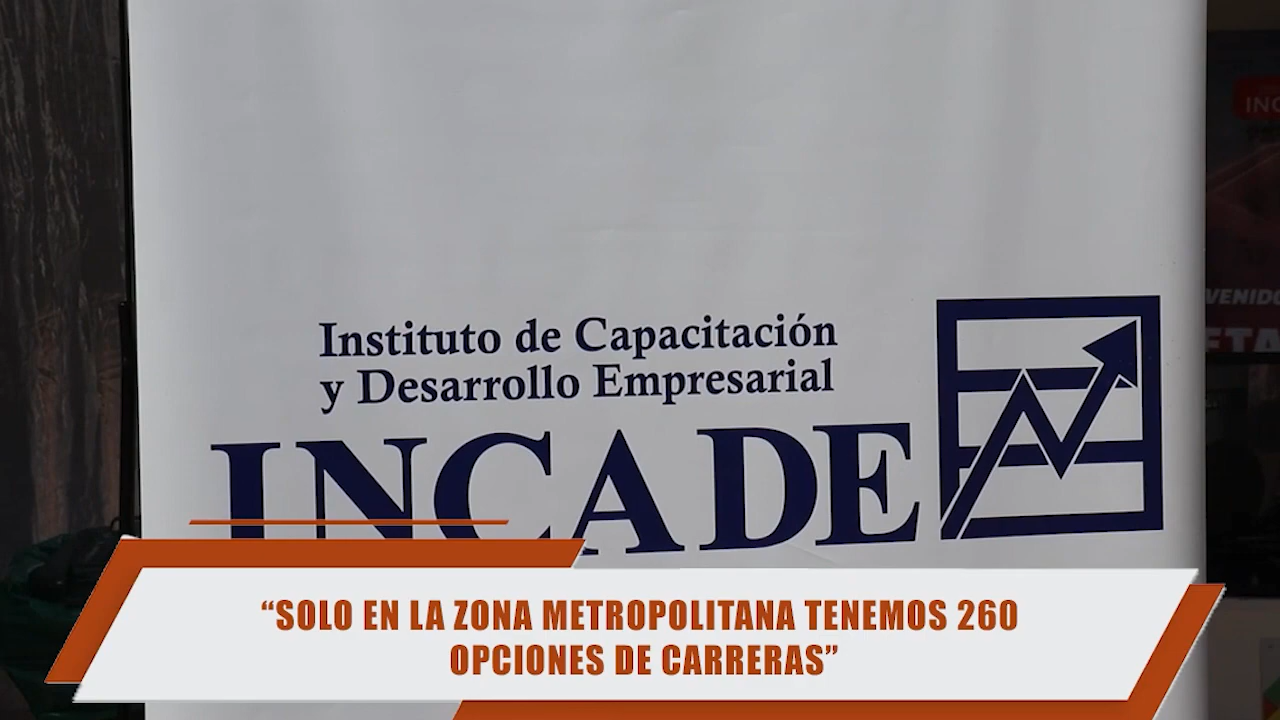 Instituto de Capacitación
y Desarrollo Empresarial
INCADE
“SOLO EN LA ZONA METROPOLITANA TENEMOS 260
OPCIONES DE CARRERAS”